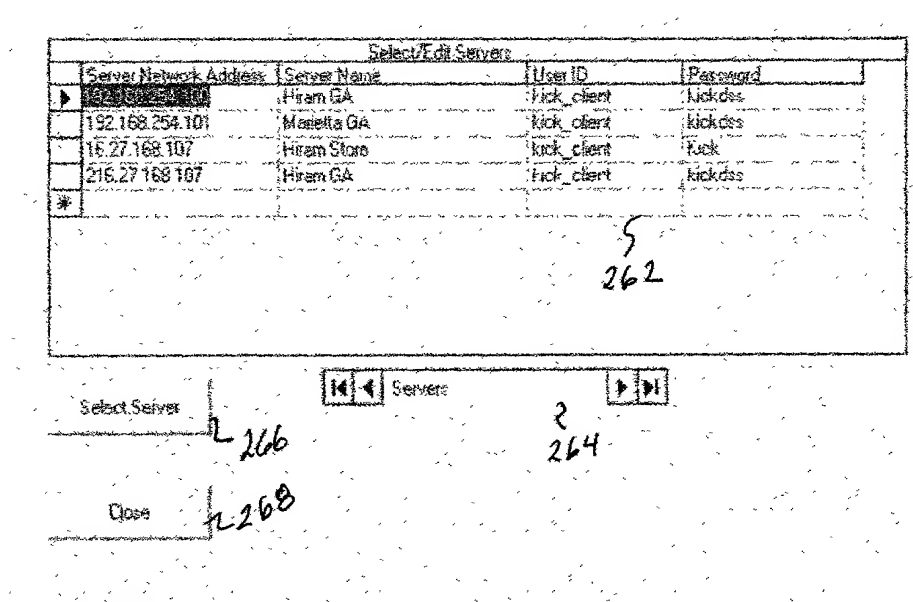 Select/Edit Servers
Server Network Address Server Name User ID Password
Hiram GA kick_client kickdss
192.168.254.101 Marietta GA kick_client kickdss
16.27.168.107 Hiram Store kick_client Kick
216.27.168.107 Hiram GA kick_client kickdss
262
Servers
Select Server
266
264
Close
268